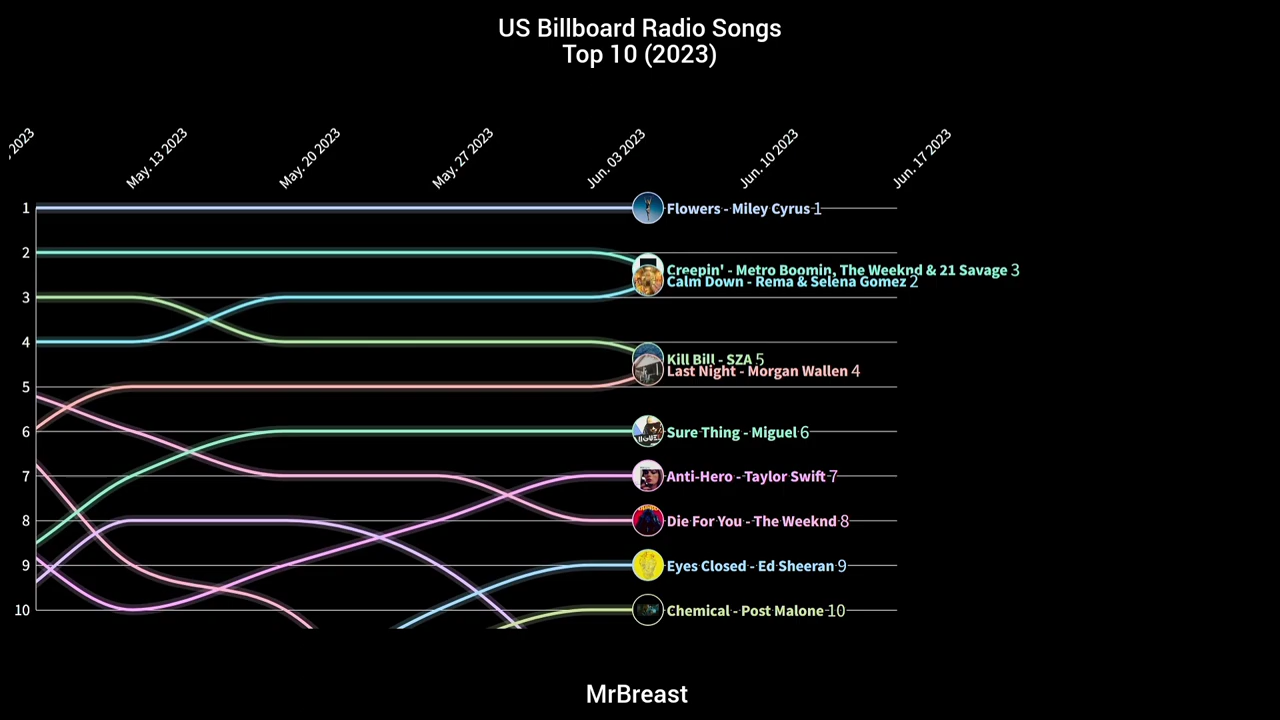 US Billboard Radio Songs
Top 10 (2023)
2023
May. 13 2023
May. 20 2023
May. 27 2023
Jun. 03 2023
Jun. 10 2023
Jun. 17 2023
1
Flowers - Miley Cyrus 1
2
Creepin' - Metro Boomin, The Weeknd & 21 Savage 3
Calm Down - Rema & Selena Gomez 2
3
4
Kill Bill - SZA 5
Last Night - Morgan Wallen 4
5
6
Sure Thing - Miguel 6
7
Anti-Hero - Taylor Swift 7
8
Die For You - The Weeknd 8
9
Eyes Closed - Ed Sheeran 9
10
Chemical - Post Malone 10
MrBreast